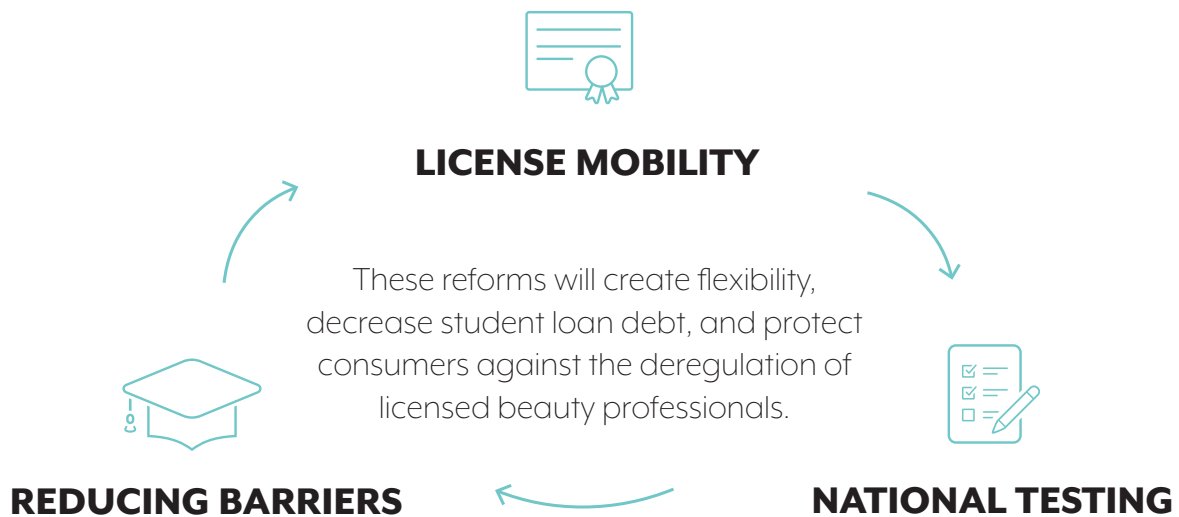 LICENSE MOBILITY
These reforms will create flexibility,
decrease student loan debt, and protect
consumers against the deregulation of
licensed beauty professionals.
REDUCING BARRIERS
NATIONAL TESTING